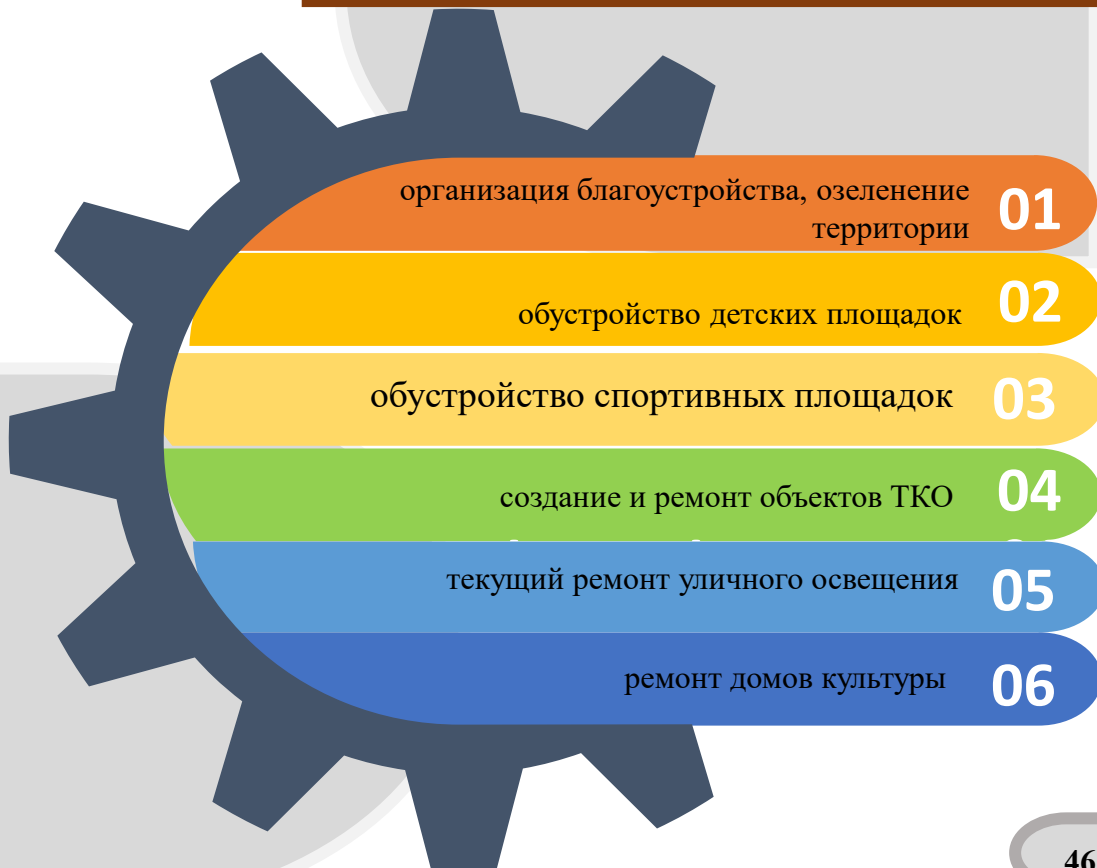 организация благоустройства, озеленение
территории
01
обустройство детских площадок
02
обустройство спортивных площадок
03
создание и ремонт объектов ТКО
04
текущий ремонт уличного освещения
05
ремонт домов культуры
06
46